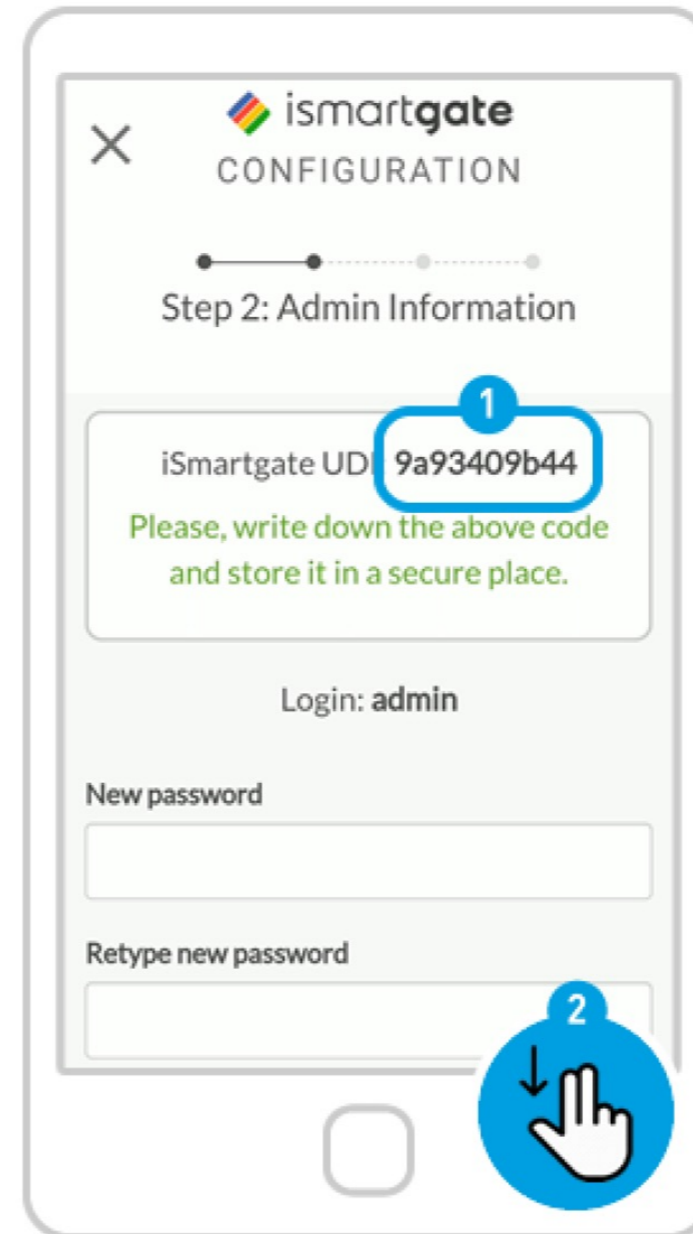 ismartgate
CONFIGURATION
Step 2: Admin Information
1
iSmartgate UDI 9a93409b44
Please, write down the above code
and store it in a secure place.
Login: admin
New password
Retype new password
2